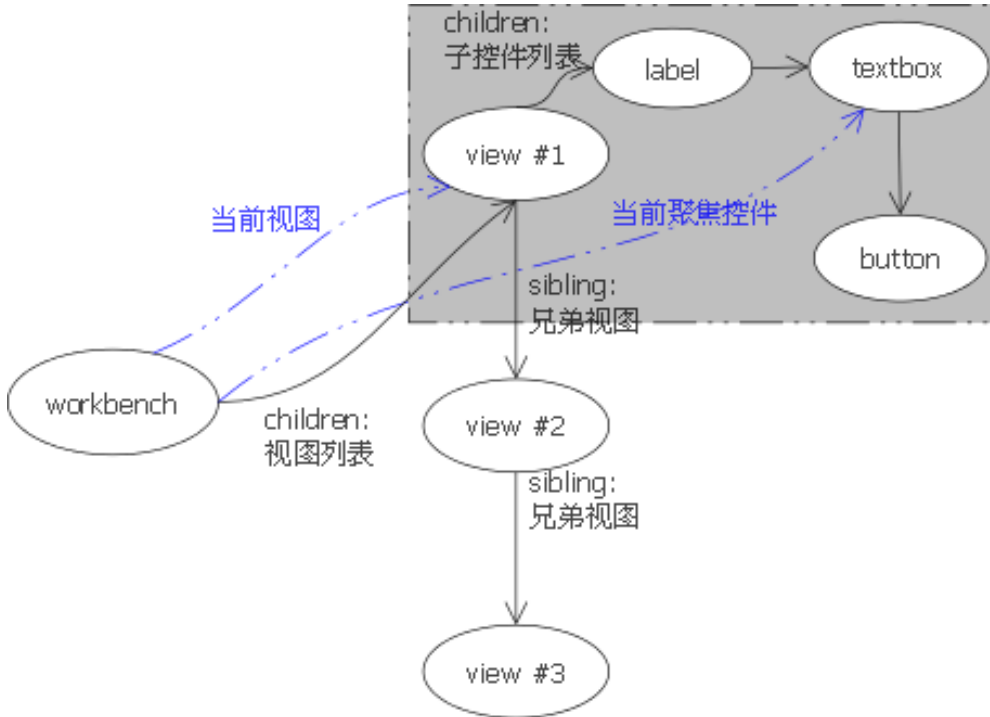 children:
子控件列表
label
textbox
view #1
当前视图
当前聚焦控件
button
sibling:
兄弟视图
workbench
children:
视图列表
view #2
sibling:
兄弟视图
view #3